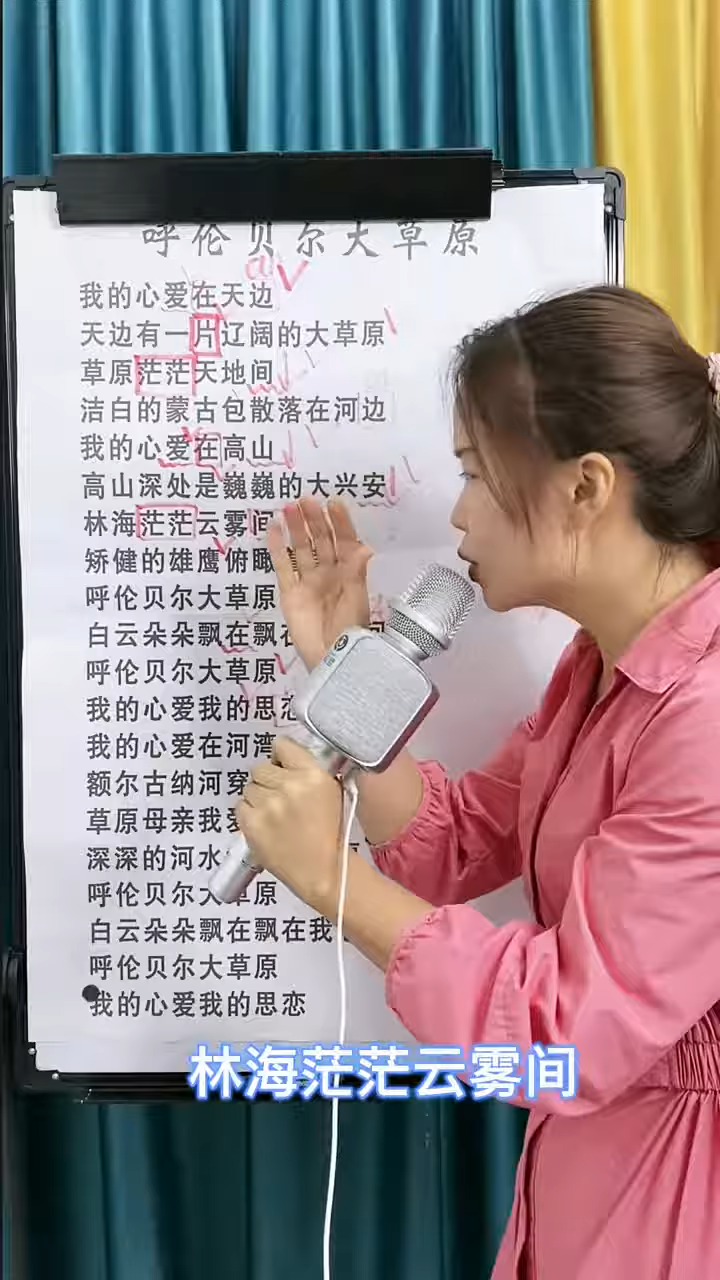 呼伦贝尔大草原
我的心爱在天边
天边有一片辽阔的大草原
草原茫茫天地间
洁白的蒙古包散落在河边
我的心爱在高山
高山深处是巍巍的大兴安
林海茫茫云雾间
矫健的雄鹰俯瞰
呼伦贝尔大草原
白云朵朵飘在飘在
呼伦贝尔大草原
我的心爱我的思恋
我的心爱在河湾
额尔古纳河穿
草原母亲我爱
深深的河水
呼伦贝尔大草原
白云朵朵飘在飘在我
呼伦贝尔大草原
我的心爱我的思恋
林海茫茫云雾间